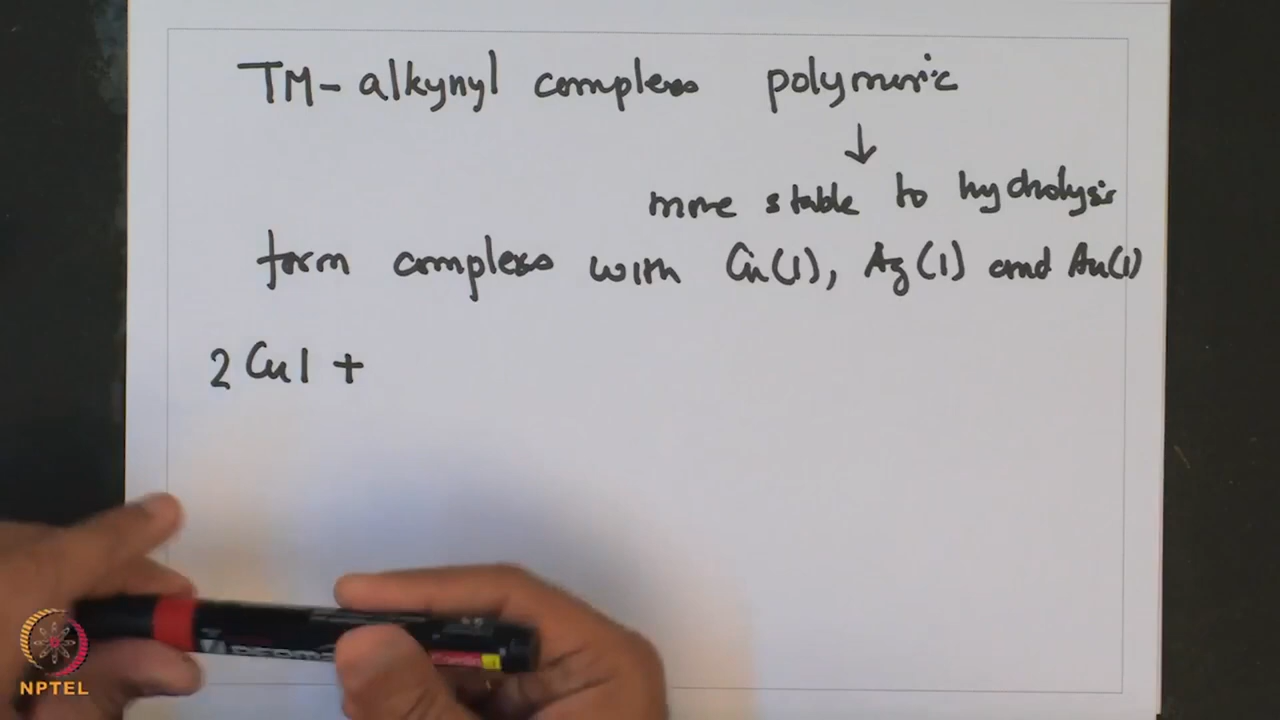 TM- alkynyl complexes polymeric
↓
more stable to hydrolysis
form complexes with Cu(I), Ag(I) and Au(I)
2 CuI +
NPTEL